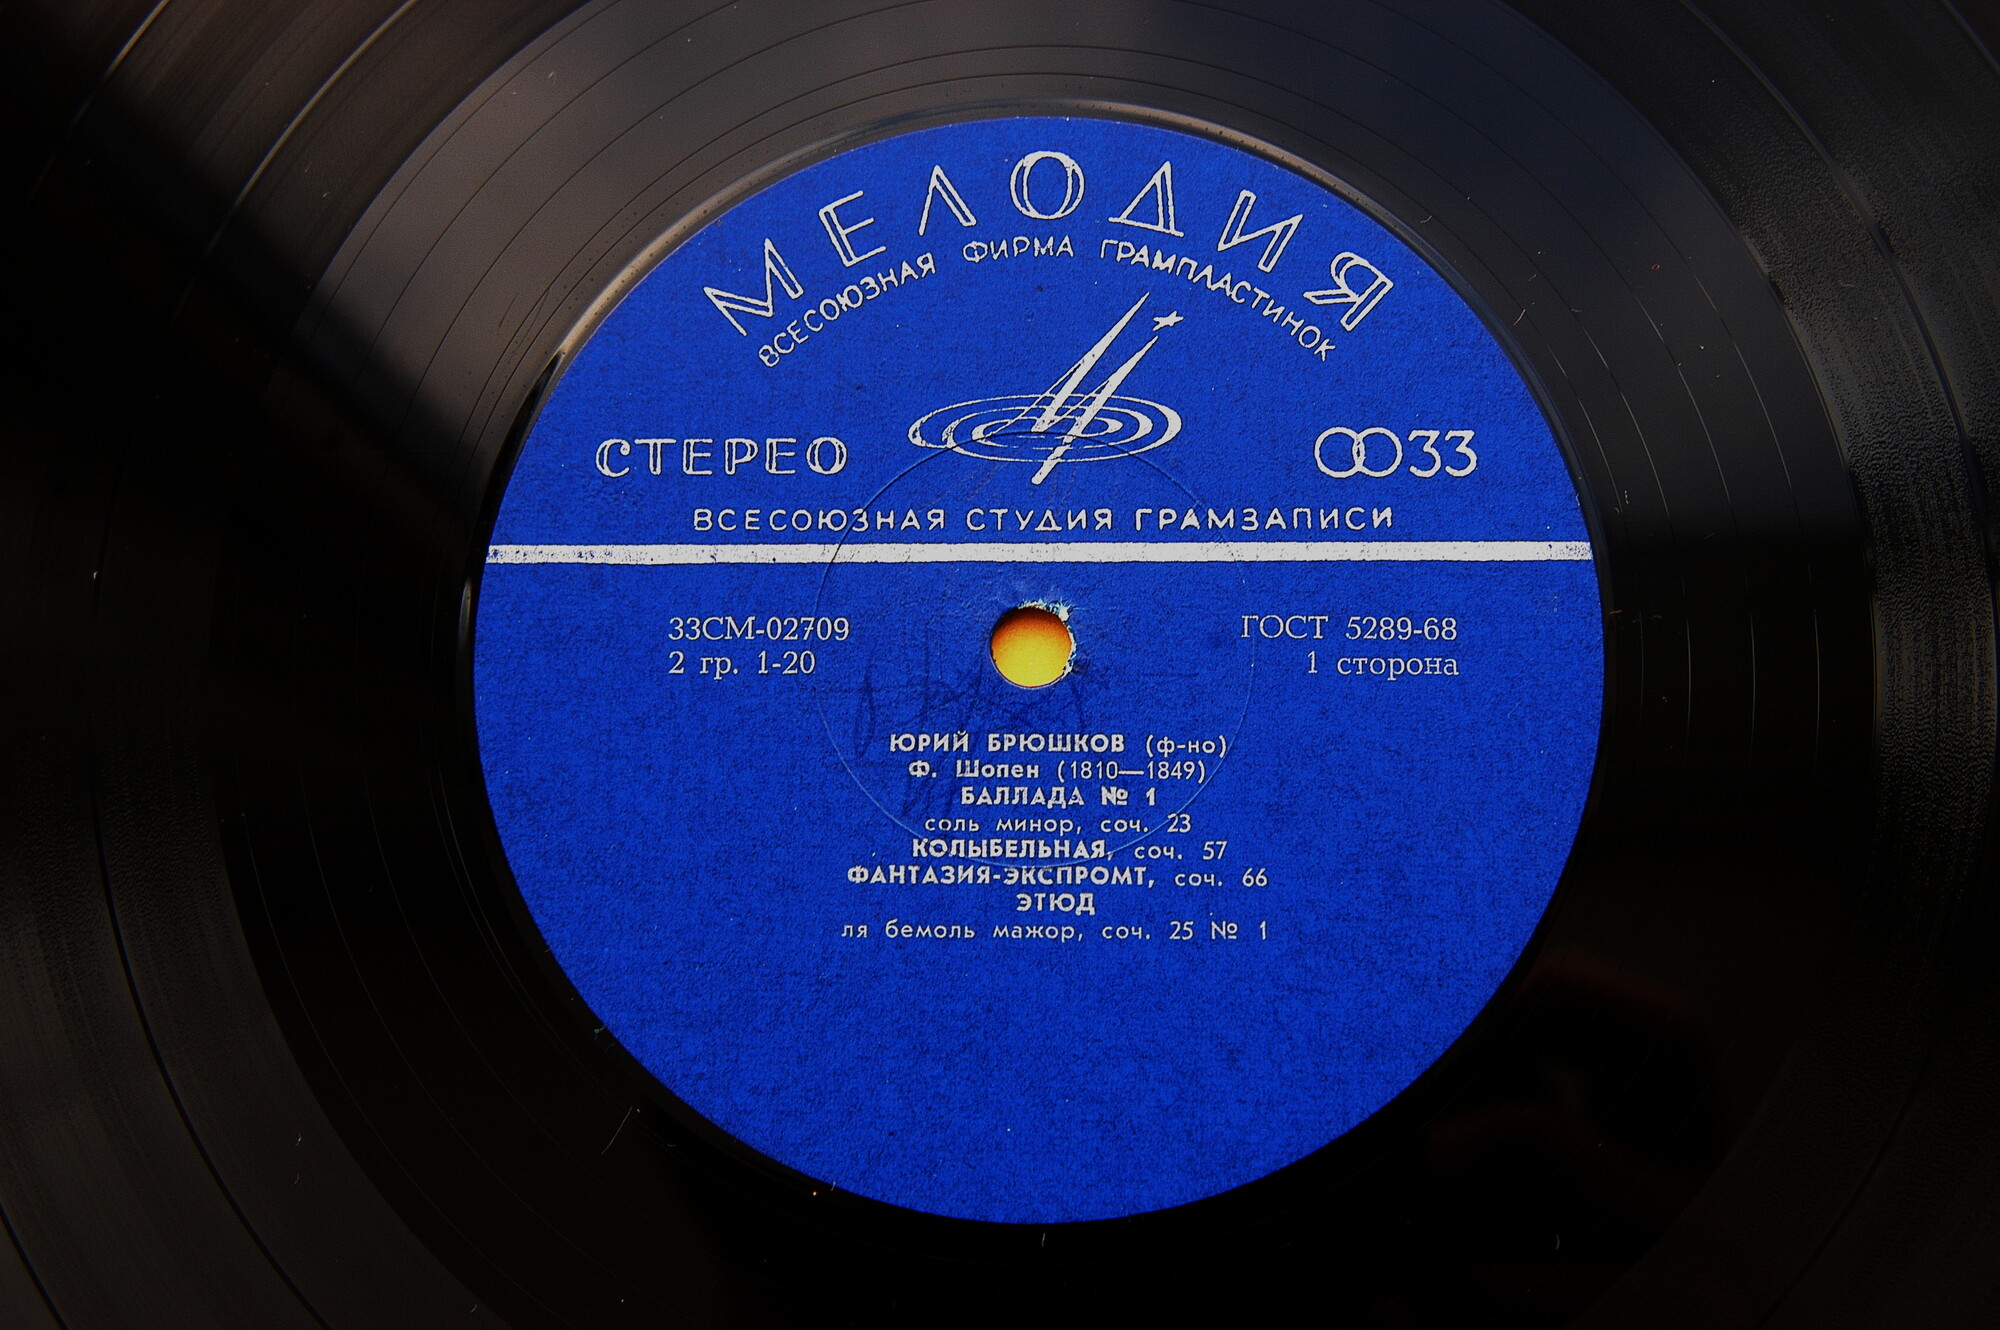 МЕЛОДИЯ
ВСЕСОЮЗНАЯ ФИРМА ГРАМПЛАСТИНОК
СТЕРЕО
33
ВСЕСОЮЗНАЯ СТУДИЯ ГРАМЗАПИСИ
33СМ-02709
ГОСТ 5289-68
2 гр. 1-20
1 сторона
ЮРИЙ БРЮШКОВ (ф-но)
Ф. Шопен (1810—1849)
БАЛЛАДА № 1
соль минор, соч. 23
КОЛЫБЕЛЬНАЯ, соч. 57
ФАНТАЗИЯ-ЭКСПРОМТ, соч. 66
ЭТЮД
ля бемоль мажор, соч. 25 № 1